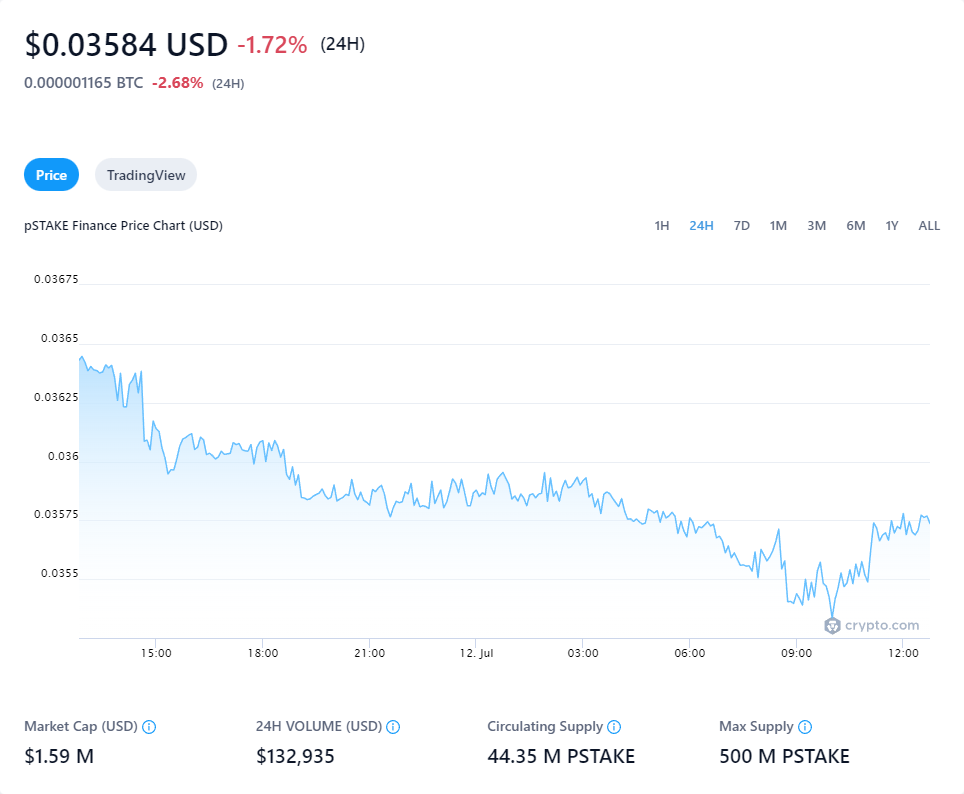 $0.03584 USD -1.72% (24H)
0.000001165 BTC -2.68% (24H)
Price TradingView
pSTAKE Finance Price Chart (USD) 1H 24H 7D 1M 3M 6M 1Y ALL
0.03675
0.0365
0.03625
0.036
0.03575
0.0355
crypto.com
15:00 18:00 21:00 12. Jul 03:00 06:00 09:00 12:00
Market Cap (USD) 24H VOLUME (USD) Circulating Supply Max Supply
$1.59 M $132,935 44.35 M PSTAKE 500 M PSTAKE